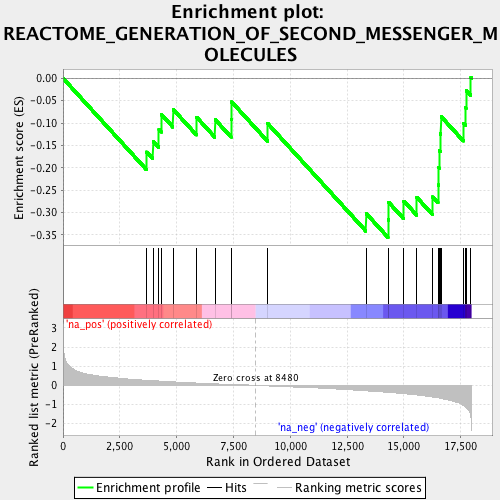 Enrichment plot:
REACTOME_GENERATION_OF_SECOND_MESSENGER_M
OLECULES
Enrichment score (ES)
0.00
-0.05
-0.10
-0.15
-0.20
-0.25
-0.30
-0.35
'na_pos' (positively correlated)
Ranked list metric (PreRanked)
3
2
1
0
-1
-2
Zero cross at 8480
'na_neg' (negatively correlated)
0
2,500
5,000
7,500
10,000
12,500
15,000
17,500
Rank in Ordered Dataset
Enrichment profile
Hits
Ranking metric scores